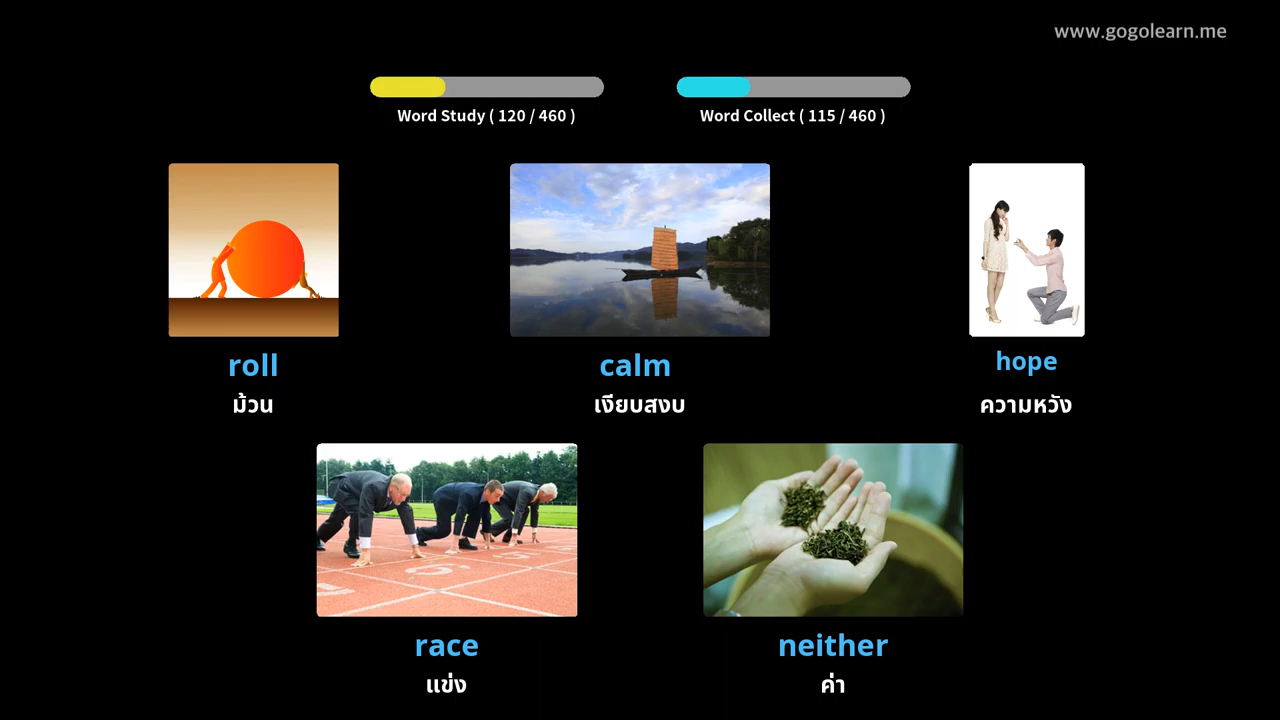 www.gogolearn.me
Word Study ( 120 / 460 )
Word Collect ( 115 / 460 )
roll
calm
hope
ม้วน
เงียบสงบ
ความหวัง
race
neither
แข่ง
ค่า